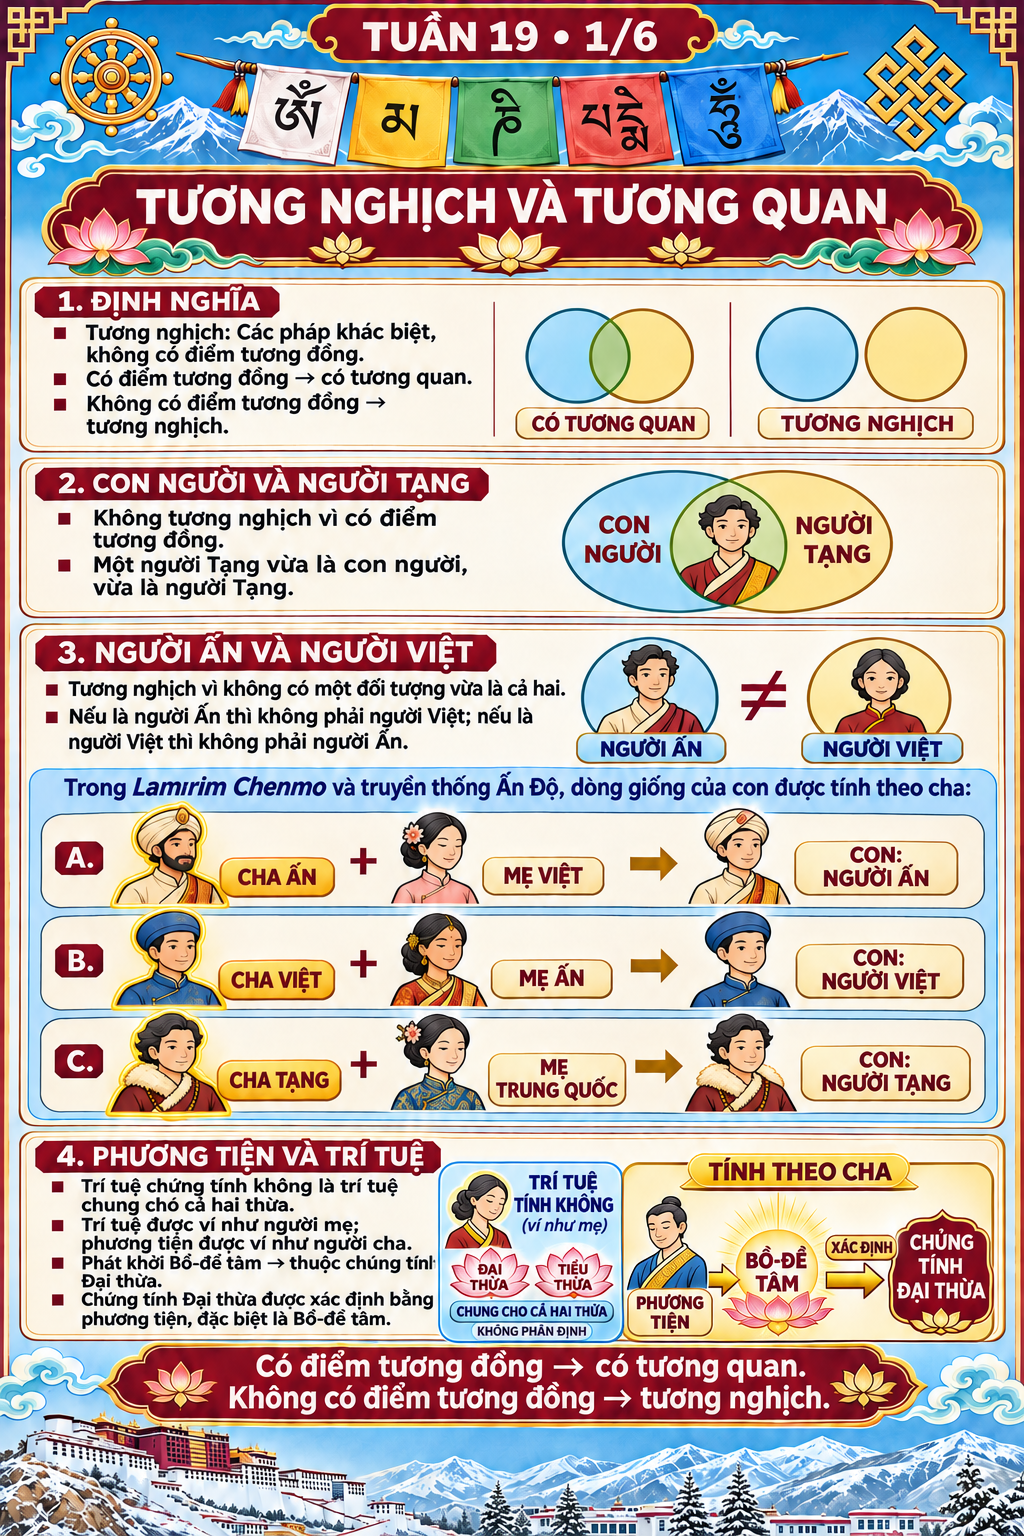 TUẦN 19 • 1/6
ༀ མ ཎི པདྨེ ཧཱུྃ
TƯƠNG NGHỊCH VÀ TƯƠNG QUAN
1. ĐỊNH NGHĨA
▪ Tương nghịch: Các pháp khác biệt,
không có điểm tương đồng.
▪ Có điểm tương đồng → có tương quan.
▪ Không có điểm tương đồng →
tương nghịch.
CÓ TƯƠNG QUAN
TƯƠNG NGHỊCH
2. CON NGƯỜI VÀ NGƯỜI TẠNG
▪ Không tương nghịch vì có điểm
tương đồng.
▪ Một người Tạng vừa là con người,
vừa là người Tạng.
CON
NGƯỜI
NGƯỜI
TẠNG
3. NGƯỜI ẤN VÀ NGƯỜI VIỆT
▪ Tương nghịch vì không có một đối tượng vừa là cả hai.
▪ Nếu là người Ấn thì không phải người Việt; nếu là
người Việt thì không phải người Ấn.
≠
NGƯỜI ẤN
NGƯỜI VIỆT
Trong Lamrim Chenmo và truyền thống Ấn Độ, dòng giống của con được tính theo cha:
A.
CHA ẤN
+
MẸ VIỆT
CON:
NGƯỜI ẤN
B.
CHA VIỆT
+
MẸ ẤN
CON:
NGƯỜI VIỆT
C.
CHA TẠNG
+
MẸ
TRUNG QUỐC
CON:
NGƯỜI TẠNG
4. PHƯƠNG TIỆN VÀ TRÍ TUỆ
▪ Trí tuệ chứng tính không là trí tuệ
chung chó cả hai thừa.
▪ Trí tuệ được ví như người mẹ;
phương tiện được ví như người cha.
▪ Phát khởi Bồ-đề tâm → thuộc chúng tính
Đại thừa.
▪ Chứng tính Đại thừa được xác định bằng
phương tiện, đặc biệt là Bồ-đề tâm.
TRÍ TUỆ
TÍNH KHÔNG
(ví như mẹ)
ĐẠI
THỪA
TIỂU
THỪA
CHUNG CHO CẢ HAI THỪA
KHÔNG PHÂN ĐỊNH
TÍNH THEO CHA
PHƯƠNG
TIỆN
BỒ-ĐỀ
TÂM
XÁC ĐỊNH
CHỦNG
TÍNH
ĐẠI THỪA
Có điểm tương đồng → có tương quan.
Không có điểm tương đồng → tương nghịch.